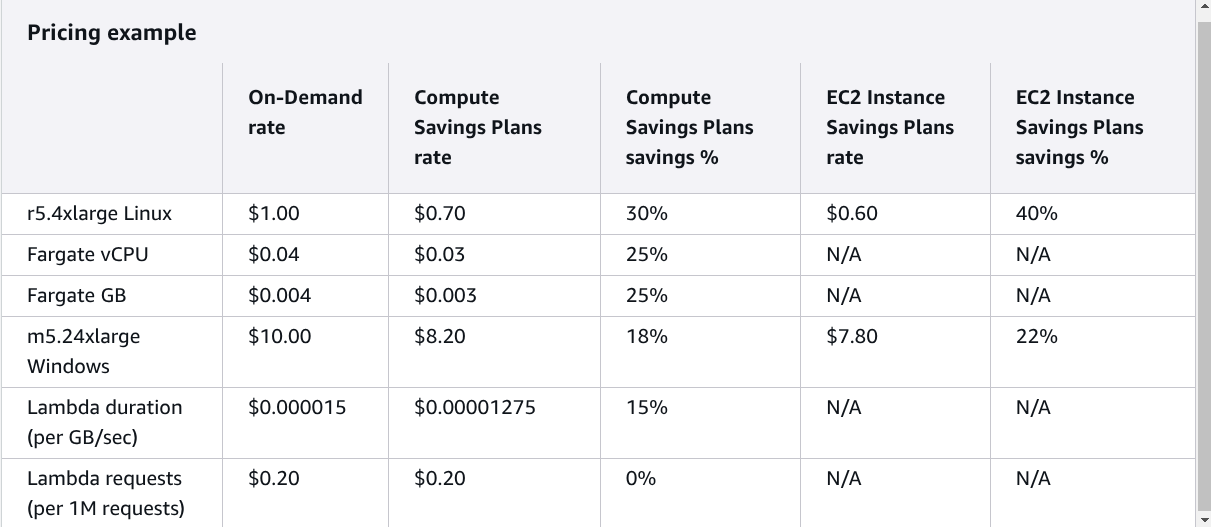 Pricing example
On-Demand rate
Compute Savings Plans rate
Compute Savings Plans savings %
EC2 Instance Savings Plans rate
EC2 Instance Savings Plans savings %
r5.4xlarge Linux $1.00 $0.70 30% $0.60 40%
Fargate vCPU $0.04 $0.03 25% N/A N/A
Fargate GB $0.004 $0.003 25% N/A N/A
m5.24xlarge Windows $10.00 $8.20 18% $7.80 22%
Lambda duration (per GB/sec) $0.000015 $0.00001275 15% N/A N/A
Lambda requests (per 1M requests) $0.20 $0.20 0% N/A N/A